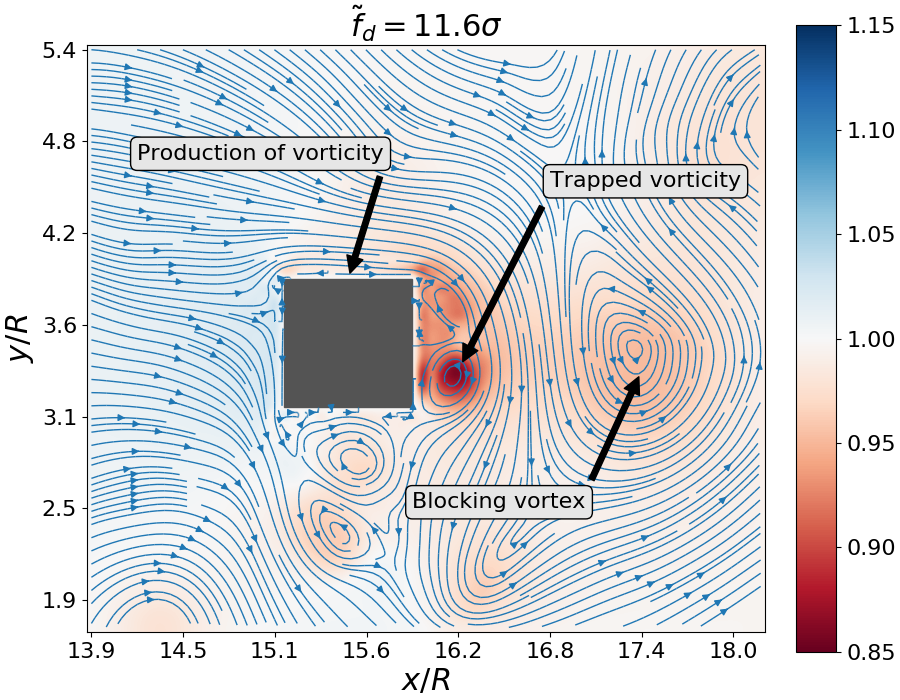 f̃_d = 11.6σ
5.4
4.8
4.2
3.6
3.1
2.5
1.9
y/R
Production of vorticity
Trapped vorticity
Blocking vortex
13.9 14.5 15.1 15.6 16.2 16.8 17.4 18.0
x/R
1.15
1.10
1.05
1.00
0.95
0.90
0.85